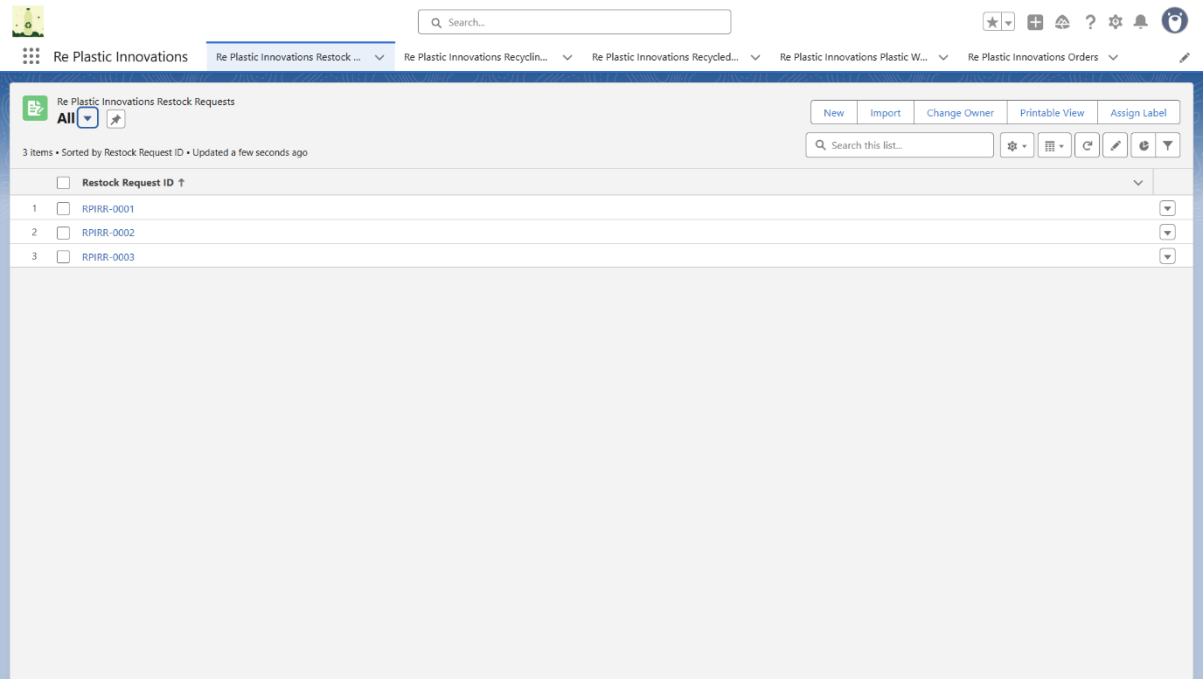 Search...
Re Plastic Innovations
Re Plastic Innovations Restock ...
Re Plastic Innovations Recyclin...
Re Plastic Innovations Recycled...
Re Plastic Innovations Plastic W...
Re Plastic Innovations Orders
Re Plastic Innovations Restock Requests
All
New
Import
Change Owner
Printable View
Assign Label
3 items • Sorted by Restock Request ID • Updated a few seconds ago
Search this list...
Restock Request ID ↑
1 RPIRR-0001
2 RPIRR-0002
3 RPIRR-0003